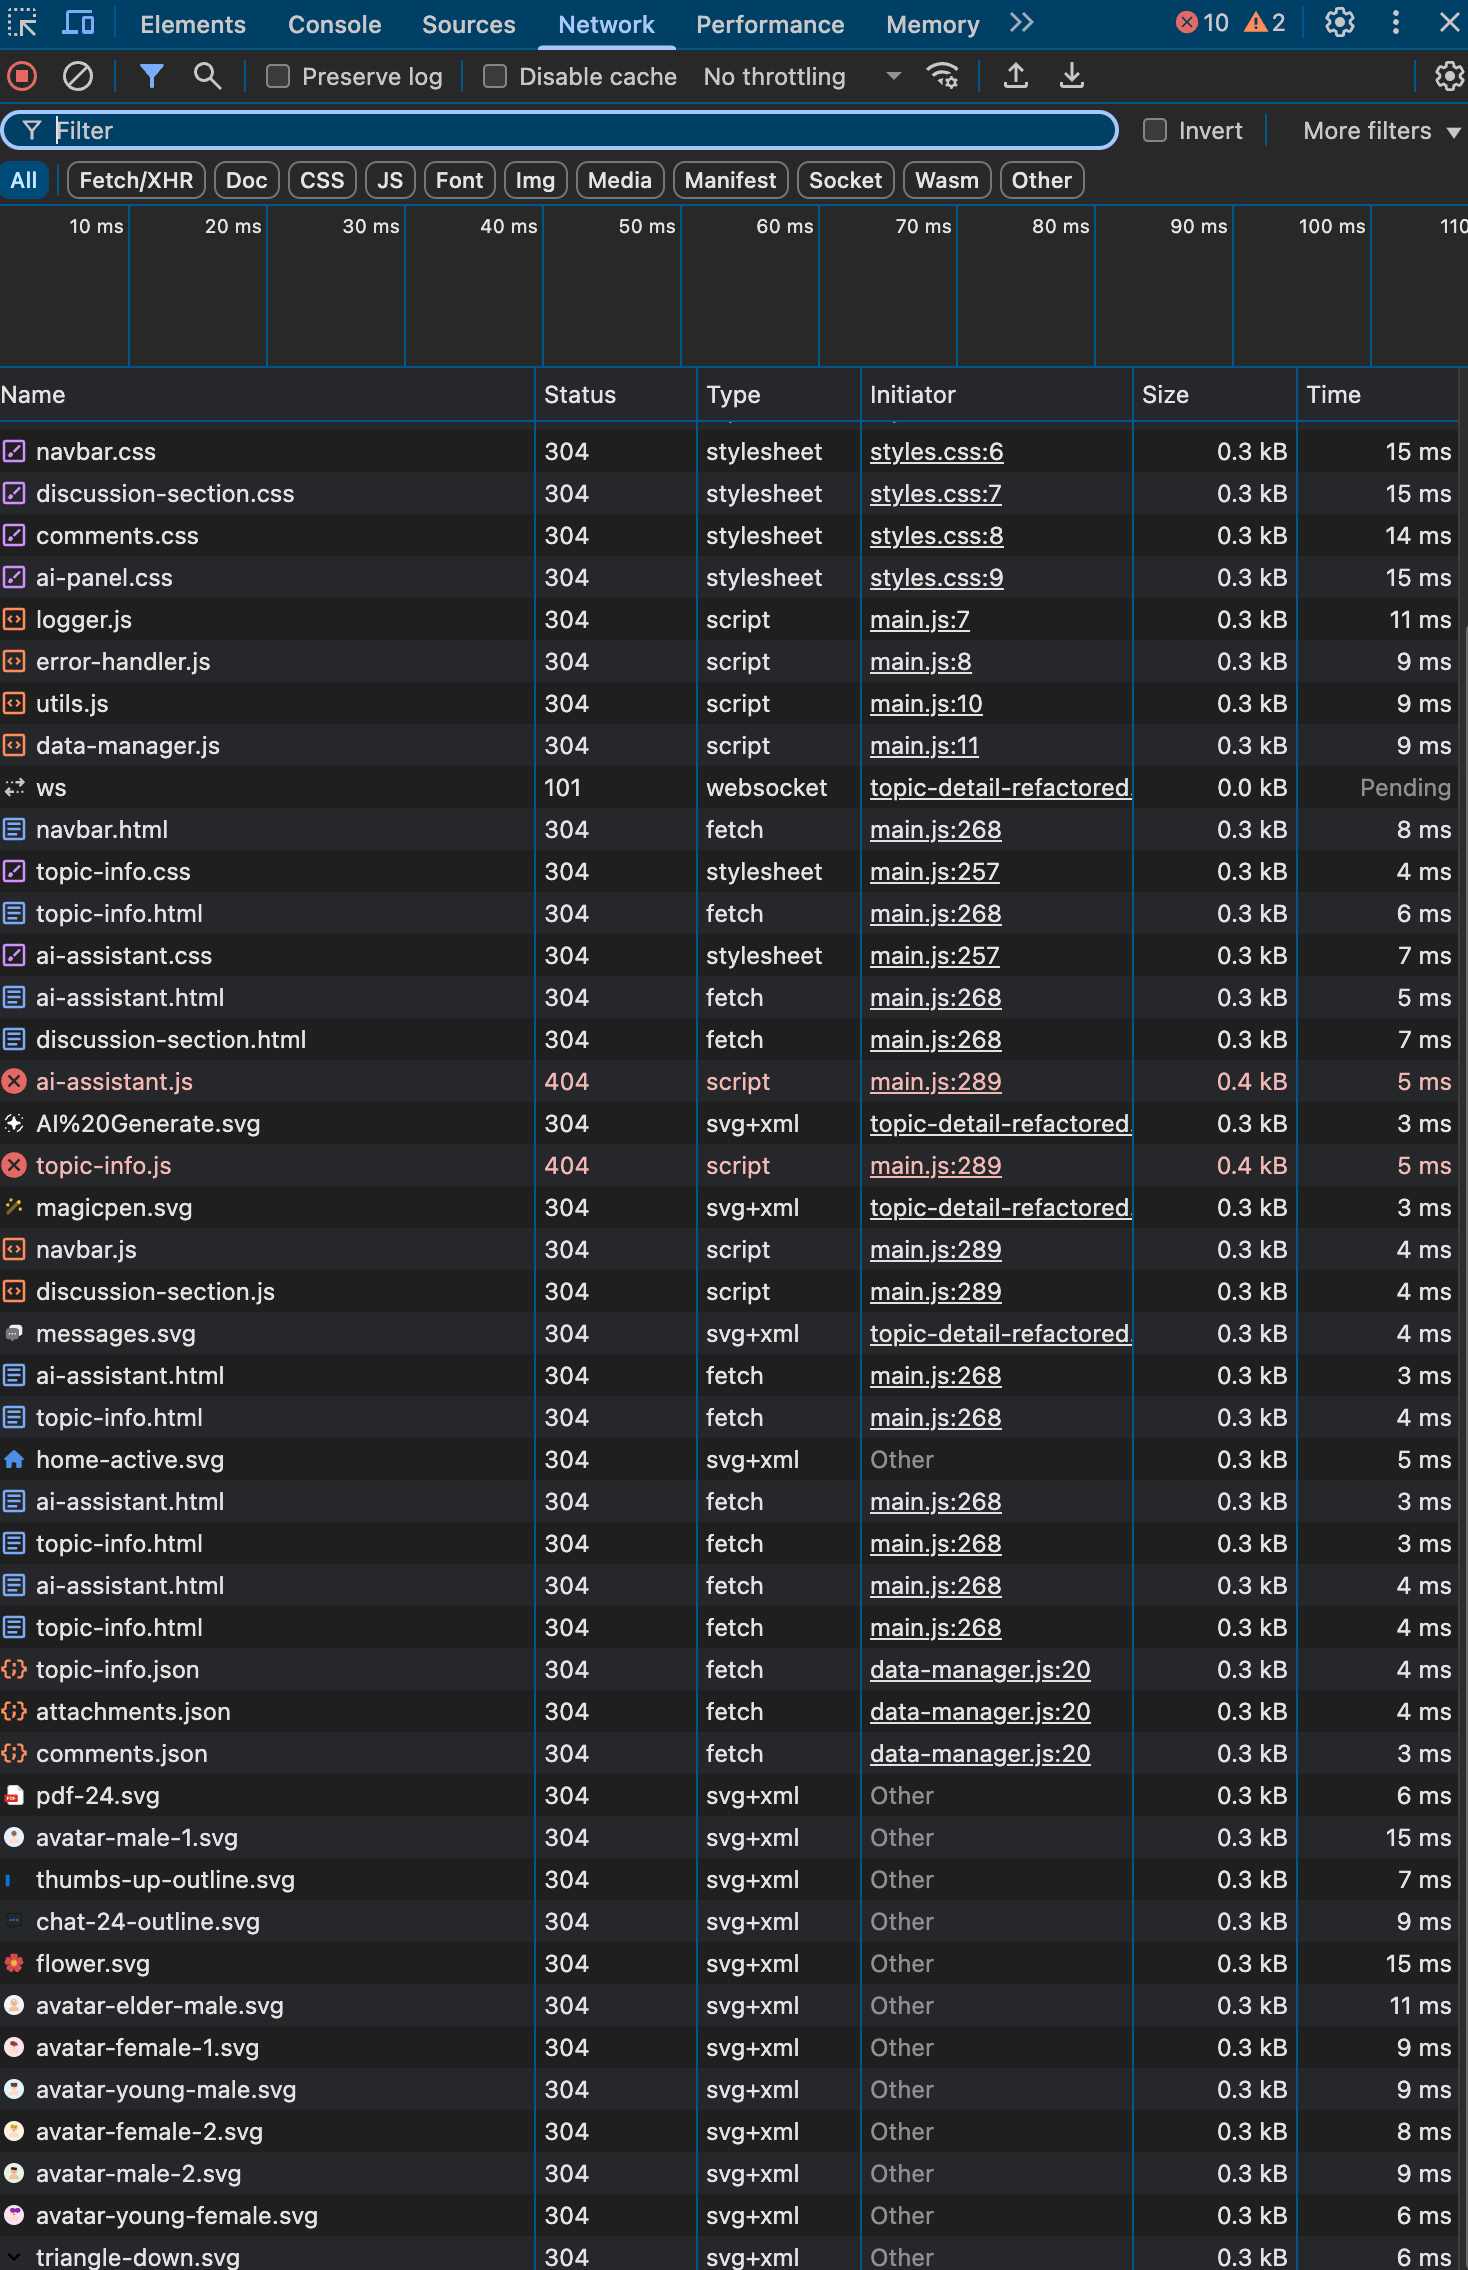 Elements Console Sources Network Performance Memory 10 2
Preserve log Disable cache No throttling
Filter Invert More filters
All Fetch/XHR Doc CSS JS Font Img Media Manifest Socket Wasm Other
10 ms 20 ms 30 ms 40 ms 50 ms 60 ms 70 ms 80 ms 90 ms 100 ms 110
Name Status Type Initiator Size Time
navbar.css 304 stylesheet styles.css:6 0.3 kB 15 ms
discussion-section.css 304 stylesheet styles.css:7 0.3 kB 15 ms
comments.css 304 stylesheet styles.css:8 0.3 kB 14 ms
ai-panel.css 304 stylesheet styles.css:9 0.3 kB 15 ms
logger.js 304 script main.js:7 0.3 kB 11 ms
error-handler.js 304 script main.js:8 0.3 kB 9 ms
utils.js 304 script main.js:10 0.3 kB 9 ms
data-manager.js 304 script main.js:11 0.3 kB 9 ms
ws 101 websocket topic-detail-refactored. 0.0 kB Pending
navbar.html 304 fetch main.js:268 0.3 kB 8 ms
topic-info.css 304 stylesheet main.js:257 0.3 kB 4 ms
topic-info.html 304 fetch main.js:268 0.3 kB 6 ms
ai-assistant.css 304 stylesheet main.js:257 0.3 kB 7 ms
ai-assistant.html 304 fetch main.js:268 0.3 kB 5 ms
discussion-section.html 304 fetch main.js:268 0.3 kB 7 ms
ai-assistant.js 404 script main.js:289 0.4 kB 5 ms
AI%20Generate.svg 304 svg+xml topic-detail-refactored. 0.3 kB 3 ms
topic-info.js 404 script main.js:289 0.4 kB 5 ms
magicpen.svg 304 svg+xml topic-detail-refactored. 0.3 kB 3 ms
navbar.js 304 script main.js:289 0.3 kB 4 ms
discussion-section.js 304 script main.js:289 0.3 kB 4 ms
messages.svg 304 svg+xml topic-detail-refactored. 0.3 kB 4 ms
ai-assistant.html 304 fetch main.js:268 0.3 kB 3 ms
topic-info.html 304 fetch main.js:268 0.3 kB 4 ms
home-active.svg 304 svg+xml Other 0.3 kB 5 ms
ai-assistant.html 304 fetch main.js:268 0.3 kB 3 ms
topic-info.html 304 fetch main.js:268 0.3 kB 3 ms
ai-assistant.html 304 fetch main.js:268 0.3 kB 4 ms
topic-info.html 304 fetch main.js:268 0.3 kB 4 ms
topic-info.json 304 fetch data-manager.js:20 0.3 kB 4 ms
attachments.json 304 fetch data-manager.js:20 0.3 kB 4 ms
comments.json 304 fetch data-manager.js:20 0.3 kB 3 ms
pdf-24.svg 304 svg+xml Other 0.3 kB 6 ms
avatar-male-1.svg 304 svg+xml Other 0.3 kB 15 ms
thumbs-up-outline.svg 304 svg+xml Other 0.3 kB 7 ms
chat-24-outline.svg 304 svg+xml Other 0.3 kB 9 ms
flower.svg 304 svg+xml Other 0.3 kB 15 ms
avatar-elder-male.svg 304 svg+xml Other 0.3 kB 11 ms
avatar-female-1.svg 304 svg+xml Other 0.3 kB 9 ms
avatar-young-male.svg 304 svg+xml Other 0.3 kB 9 ms
avatar-female-2.svg 304 svg+xml Other 0.3 kB 8 ms
avatar-male-2.svg 304 svg+xml Other 0.3 kB 9 ms
avatar-young-female.svg 304 svg+xml Other 0.3 kB 6 ms
triangle-down.svg 304 svg+xml Other 0.3 kB 6 ms